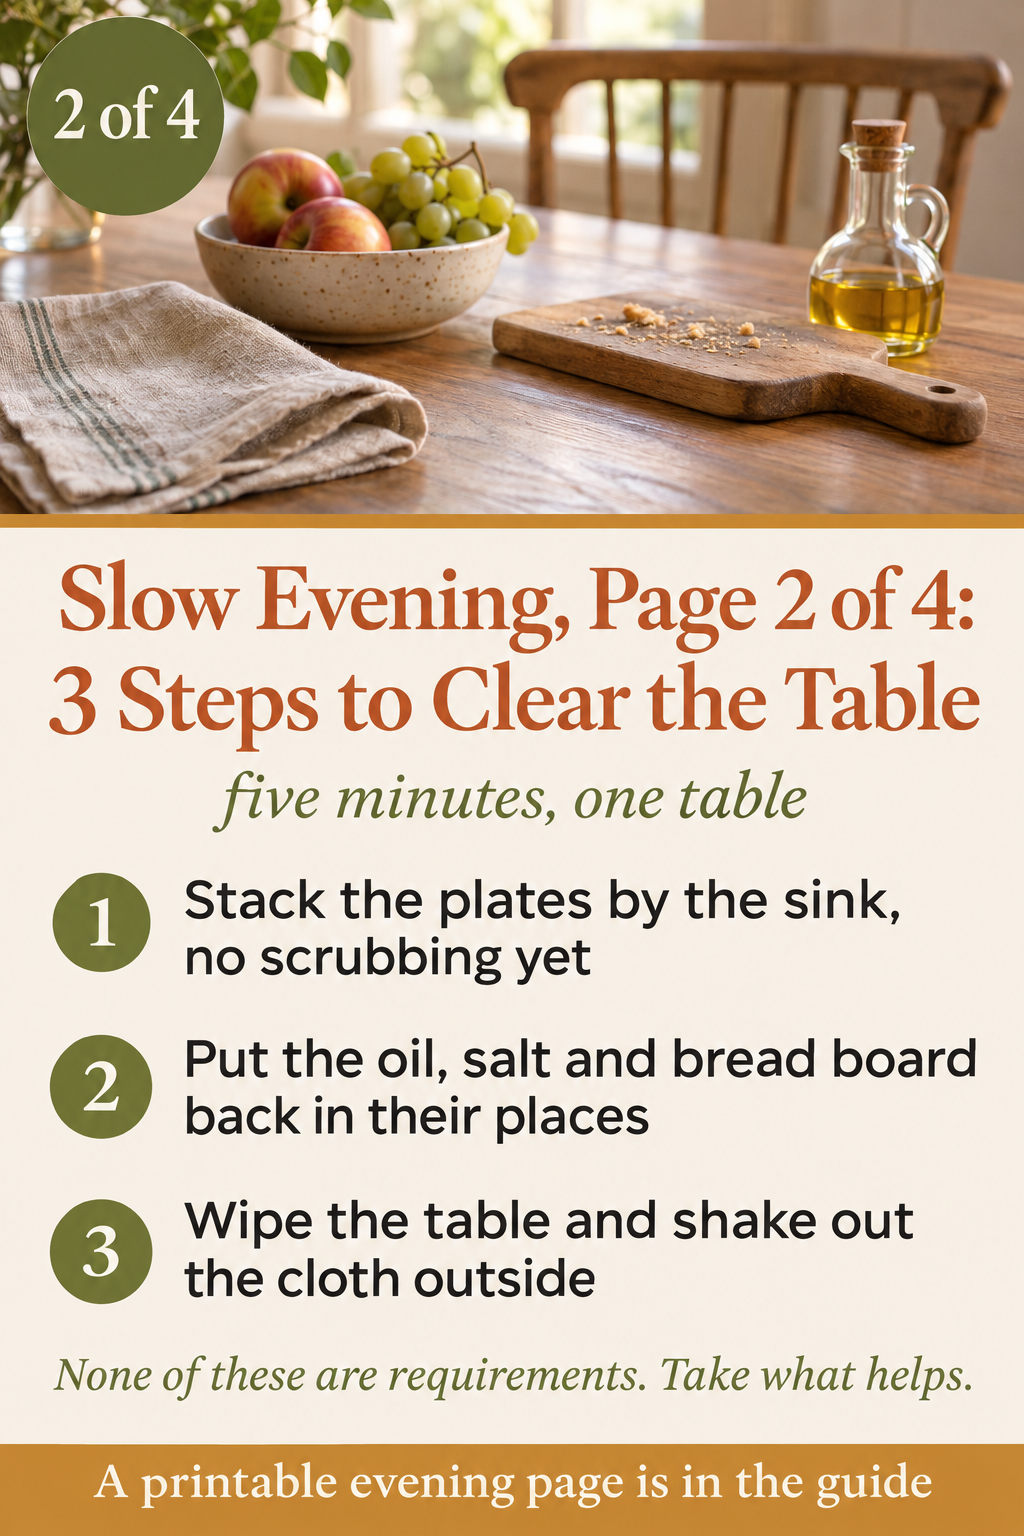 2 of 4
Slow Evening, Page 2 of 4:
3 Steps to Clear the Table
five minutes, one table
1
Stack the plates by the sink,
no scrubbing yet
2
Put the oil, salt and bread board
back in their places
3
Wipe the table and shake out
the cloth outside
None of these are requirements. Take what helps.
A printable evening page is in the guide